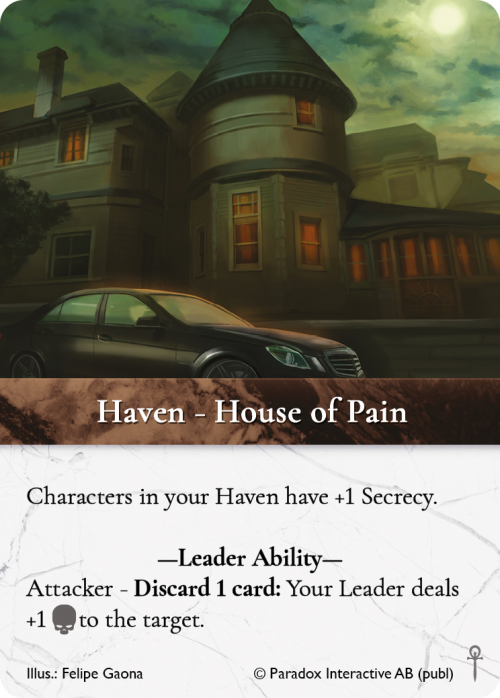 Haven - House of Pain
Characters in your Haven have +1 Secrecy.
—Leader Ability—
Attacker - Discard 1 card: Your Leader deals
+1 to the target.
Illus.: Felipe Gaona © Paradox Interactive AB (publ)